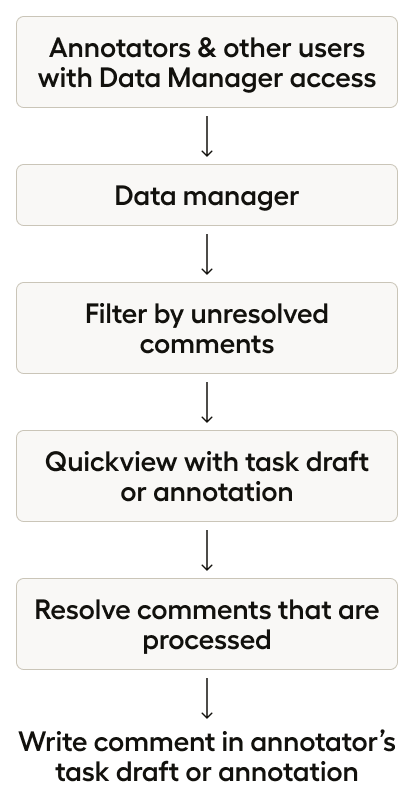 Annotators & other users
with Data Manager access
Data manager
Filter by unresolved
comments
Quickview with task draft
or annotation
Resolve comments that are
processed
Write comment in annotator’s
task draft or annotation